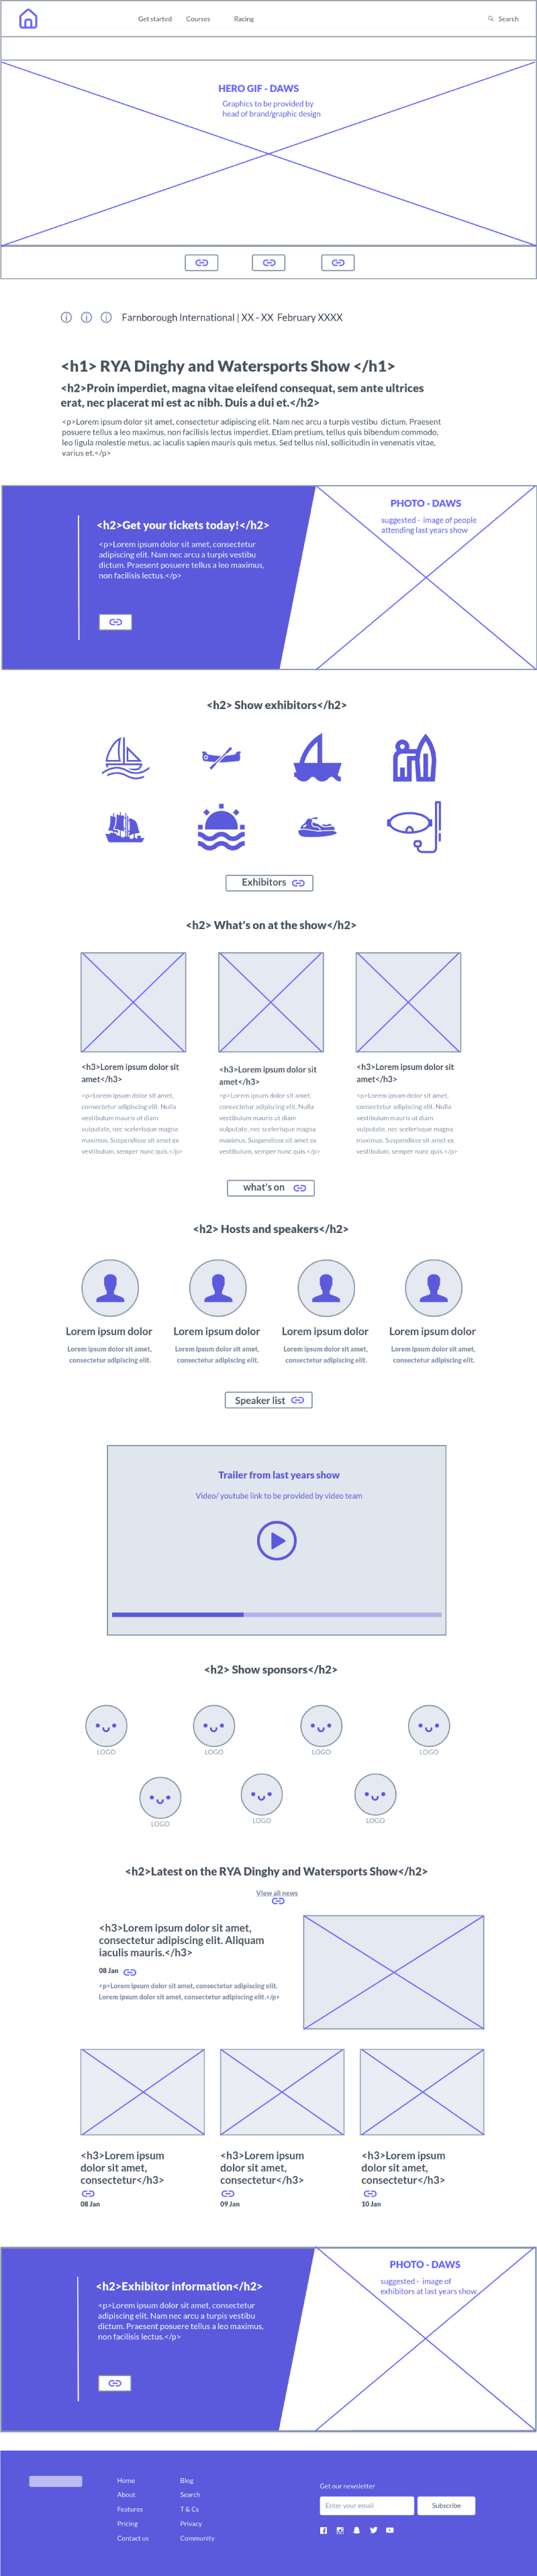 Get started Courses Racing Search
HERO GIF - DAWS
Graphics to be provided by
head of brand/graphic design
Farnborough International | XX - XX February XXXX
<h1> RYA Dinghy and Watersports Show </h1>
<h2>Proin imperdiet, magna vitae eleifend consequat, sem ante ultrices
erat, nec placerat mi est ac nibh. Duis a dui et.</h2>
<p>Lorem ipsum dolor sit amet, consectetur adipiscing elit. Nam nec arcu a turpis vestibu dictum. Praesent
posuere tellus a leo maximus, non facilisis lectus imperdiet. Etiam pretium, tellus quis bibendum commodo,
leo ligula molestie metus, ac iaculis sapien mauris quis metus. Sed tellus nisl, sollicitudin in venenatis vitae,
varius et.</p>
<h2>Get your tickets today!</h2>
<p>Lorem ipsum dolor sit amet, consectetur
adipiscing elit. Nam nec arcu a turpis vestibu
dictum. Praesent posuere tellus a leo maximus,
non facilisis lectus.</p>
PHOTO - DAWS
suggested - image of people
attending last years show
<h2> Show exhibitors</h2>
Exhibitors
<h2> What's on at the show</h2>
<h3>Lorem ipsum dolor sit
amet</h3>
<p>Lorem ipsum dolor sit amet,
consectetur adipiscing elit. Nulla
vestibulum mauris ut diam
vulputate, nec scelerisque magna
maximus. Suspendisse sit amet ex
vestibulum, semper nunc quis.</p>
<h3>Lorem ipsum dolor sit
amet</h3>
<p>Lorem ipsum dolor sit amet,
consectetur adipiscing elit. Nulla
vestibulum mauris ut diam
vulputate, nec scelerisque magna
maximus. Suspendisse sit amet ex
vestibulum, semper nunc quis.</p>
<h3>Lorem ipsum dolor sit
amet</h3>
<p>Lorem ipsum dolor sit amet,
consectetur adipiscing elit. Nulla
vestibulum mauris ut diam
vulputate, nec scelerisque magna
maximus. Suspendisse sit amet ex
vestibulum, semper nunc quis.</p>
what's on
<h2> Hosts and speakers</h2>
Lorem ipsum dolor
Lorem ipsum dolor sit amet,
consectetur adipiscing elit.
Lorem ipsum dolor
Lorem ipsum dolor sit amet,
consectetur adipiscing elit.
Lorem ipsum dolor
Lorem ipsum dolor sit amet,
consectetur adipiscing elit.
Lorem ipsum dolor
Lorem ipsum dolor sit amet,
consectetur adipiscing elit.
Speaker list
Trailer from last years show
Video/ youtube link to be provided by video team
<h2> Show sponsors</h2>
LOGO LOGO LOGO LOGO
LOGO LOGO LOGO
<h2>Latest on the RYA Dinghy and Watersports Show</h2>
View all news
<h3>Lorem ipsum dolor sit amet,
consectetur adipiscing elit. Aliquam
iaculis mauris.</h3>
08 Jan
<p>Lorem ipsum dolor sit amet, consectetur adipiscing elit.
Lorem ipsum dolor sit amet, consectetur adipiscing elit.</p>
<h3>Lorem ipsum
dolor sit amet,
consectetur</h3>
08 Jan
<h3>Lorem ipsum
dolor sit amet,
consectetur</h3>
09 Jan
<h3>Lorem ipsum
dolor sit amet,
consectetur</h3>
10 Jan
<h2>Exhibitor information</h2>
<p>Lorem ipsum dolor sit amet, consectetur
adipiscing elit. Nam nec arcu a turpis vestibu
dictum. Praesent posuere tellus a leo maximus,
non facilisis lectus.</p>
PHOTO - DAWS
suggested - image of
exhibitors at last years show
Home
About
Features
Pricing
Contact us
Blog
Search
T & Cs
Privacy
Community
Get our newsletter
Enter your email Subscribe